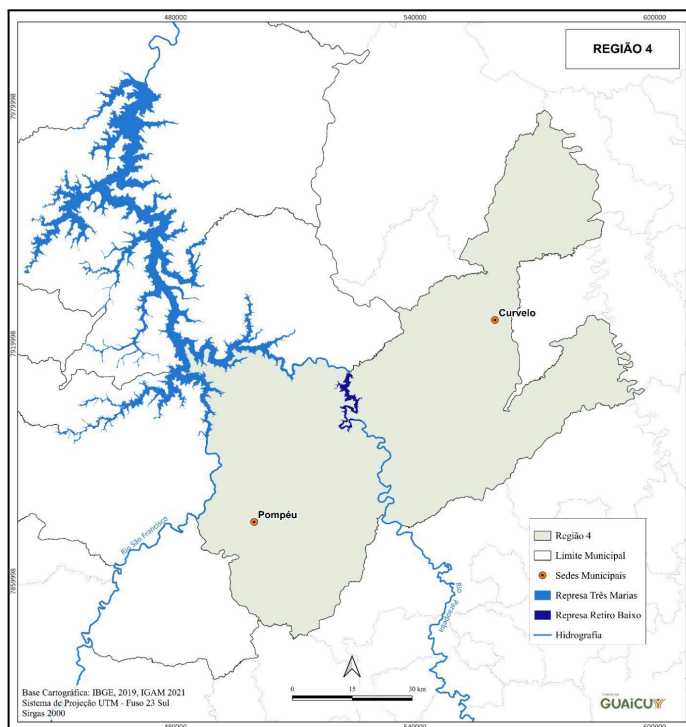 480000
540000
600000
REGIÃO 4
7979998
7919998
7859998
Curvelo
Pompéu
Rio São Francisco
Rio
Paraopeba
Região 4
Limite Municipal
Sedes Municipais
Represa Três Marias
Represa Retiro Baixo
Hidrografia
Base Cartográfica: IBGE, 2019, IGAM 2021
Sistema de Projeção UTM - Fuso 23 Sul
Sirgas 2000
0
15
30 km
GUAICUY
480000
540000
600000